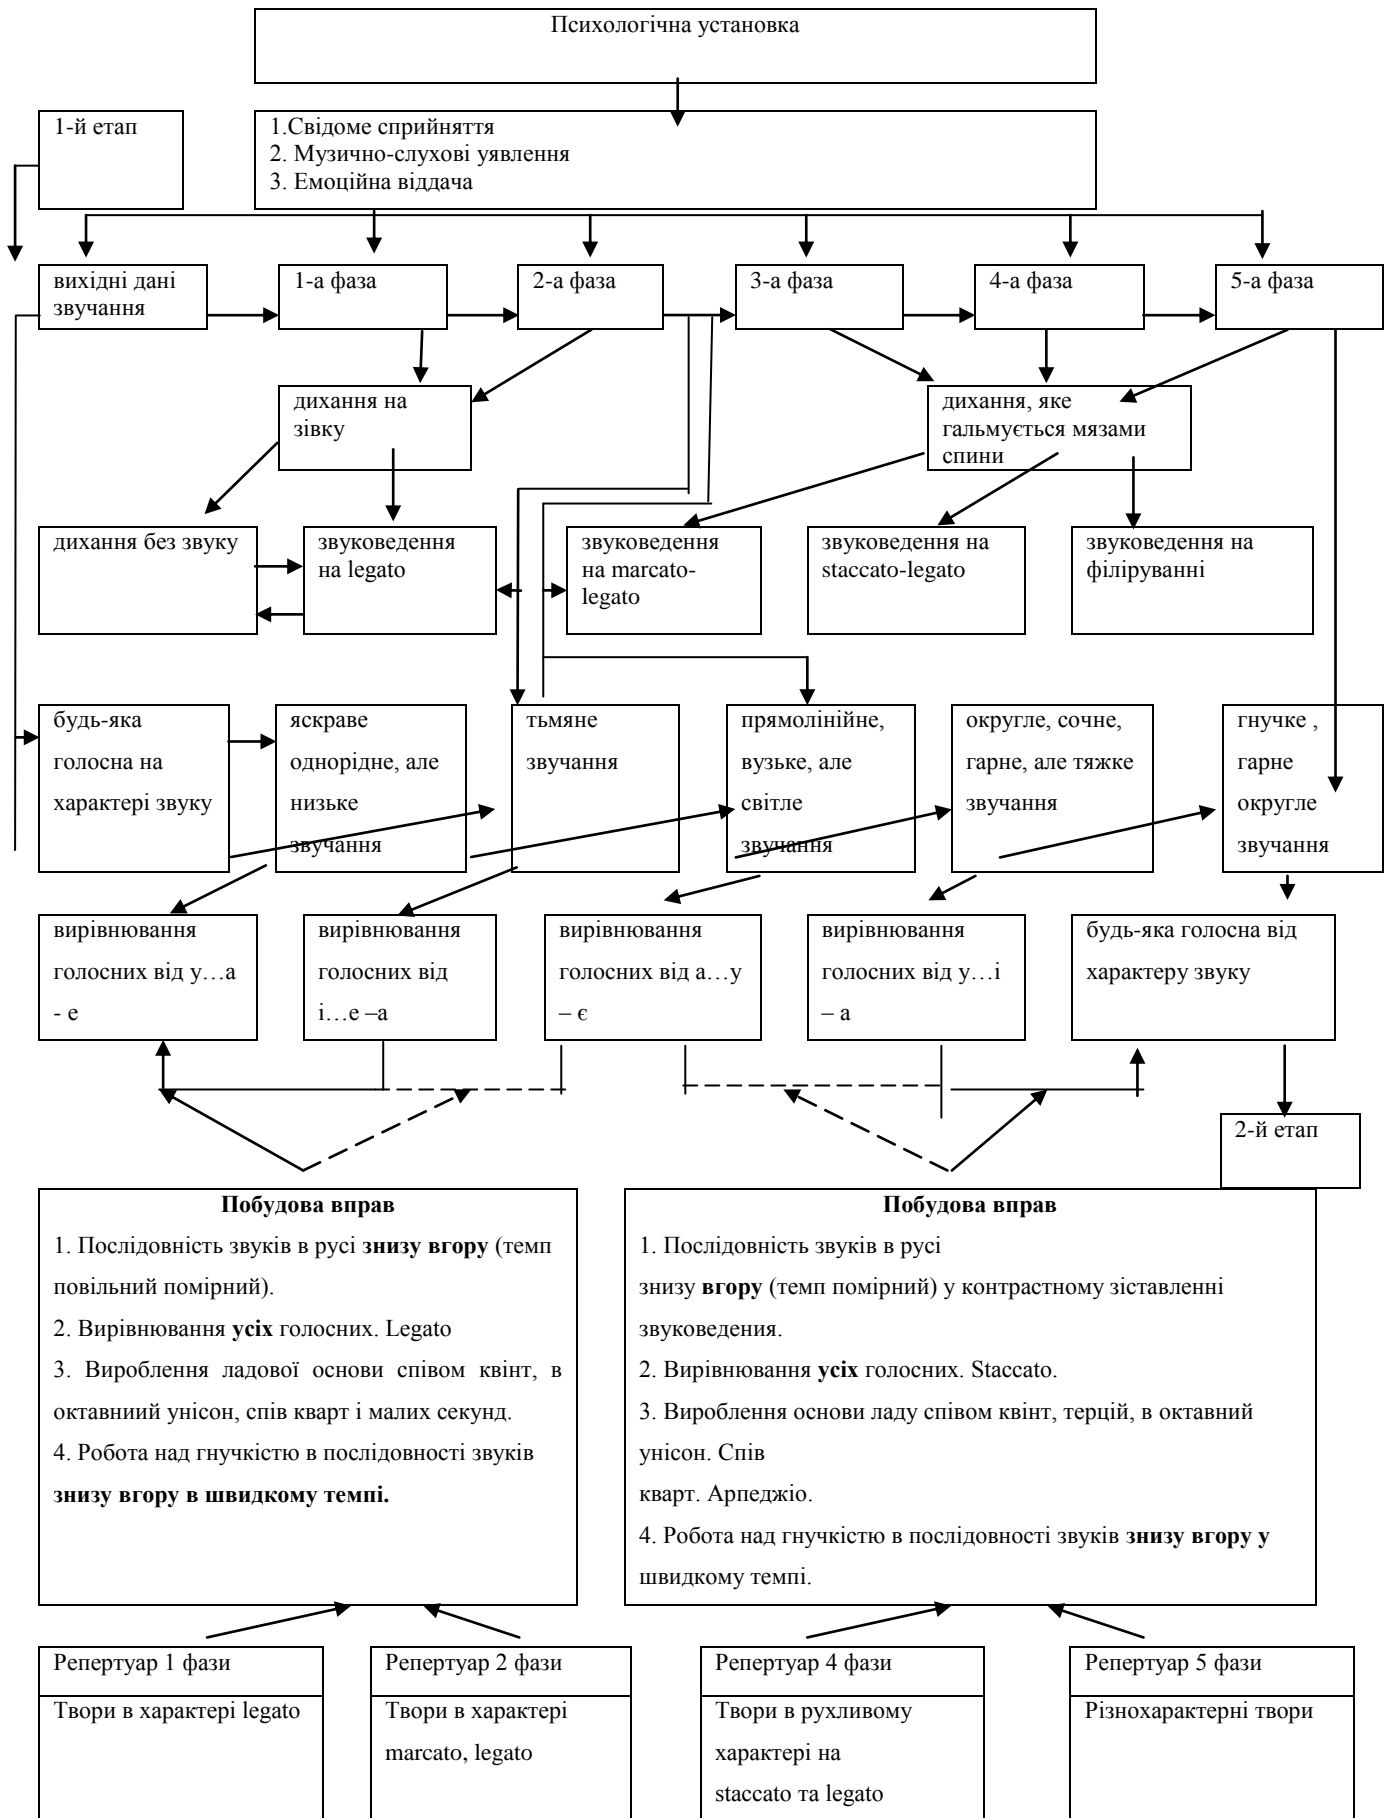 Психологічна установка
1-й етап
1.Свідоме сприйняття
2. Музично-слухові уявлення
3. Емоційна віддача
вихідні дані
звучання
1-а фаза
2-а фаза
3-а фаза
4-а фаза
5-а фаза
дихання на
зівку
дихання, яке
гальмується мязами
спини
дихання без звуку
звуковедення
на legato
звуковедення
на marcato-
legato
звуковедення на
staccato-legato
звуковедення на
філіруванні
будь-яка
голосна на
характері звуку
яскраве
однорідне, але
низьке
звучання
тьмяне
звучання
прямолінійне,
вузьке, але
світле
звучання
округле, сочне,
гарне, але тяжке
звучання
гнучке ,
гарне
округле
звучання
вирівнювання
голосних від у…а
- е
вирівнювання
голосних від
і…е –а
вирівнювання
голосних від а…у
– є
вирівнювання
голосних від у…і
– а
будь-яка голосна від
характеру звуку
2-й етап
Побудова вправ
1. Послідовність звуків в русі знизу вгору (темп
повільний помірний).
2. Вирівнювання усіх голосних. Legato
3. Вироблення ладової основи співом квінт, в
октавниий унісон, спів кварт і малих секунд.
4. Робота над гнучкістю в послідовності звуків
знизу вгору в швидкому темпі.
Побудова вправ
1. Послідовність звуків в русі
знизу вгору (темп помірний) у контрастному зіставленні
звуковедения.
2. Вирівнювання усіх голосних. Staccato.
3. Вироблення основи ладу співом квінт, терцій, в октавний
унісон. Спів
кварт. Арпеджіо.
4. Робота над гнучкістю в послідовності звуків знизу вгору у
швидкому темпі.
Репертуар 1 фази
Твори в характері legato
Репертуар 2 фази
Твори в характері
marcato, legato
Репертуар 4 фази
Твори в рухливому
характері на
staccato та legato
Репертуар 5 фази
Різнохарактерні твори